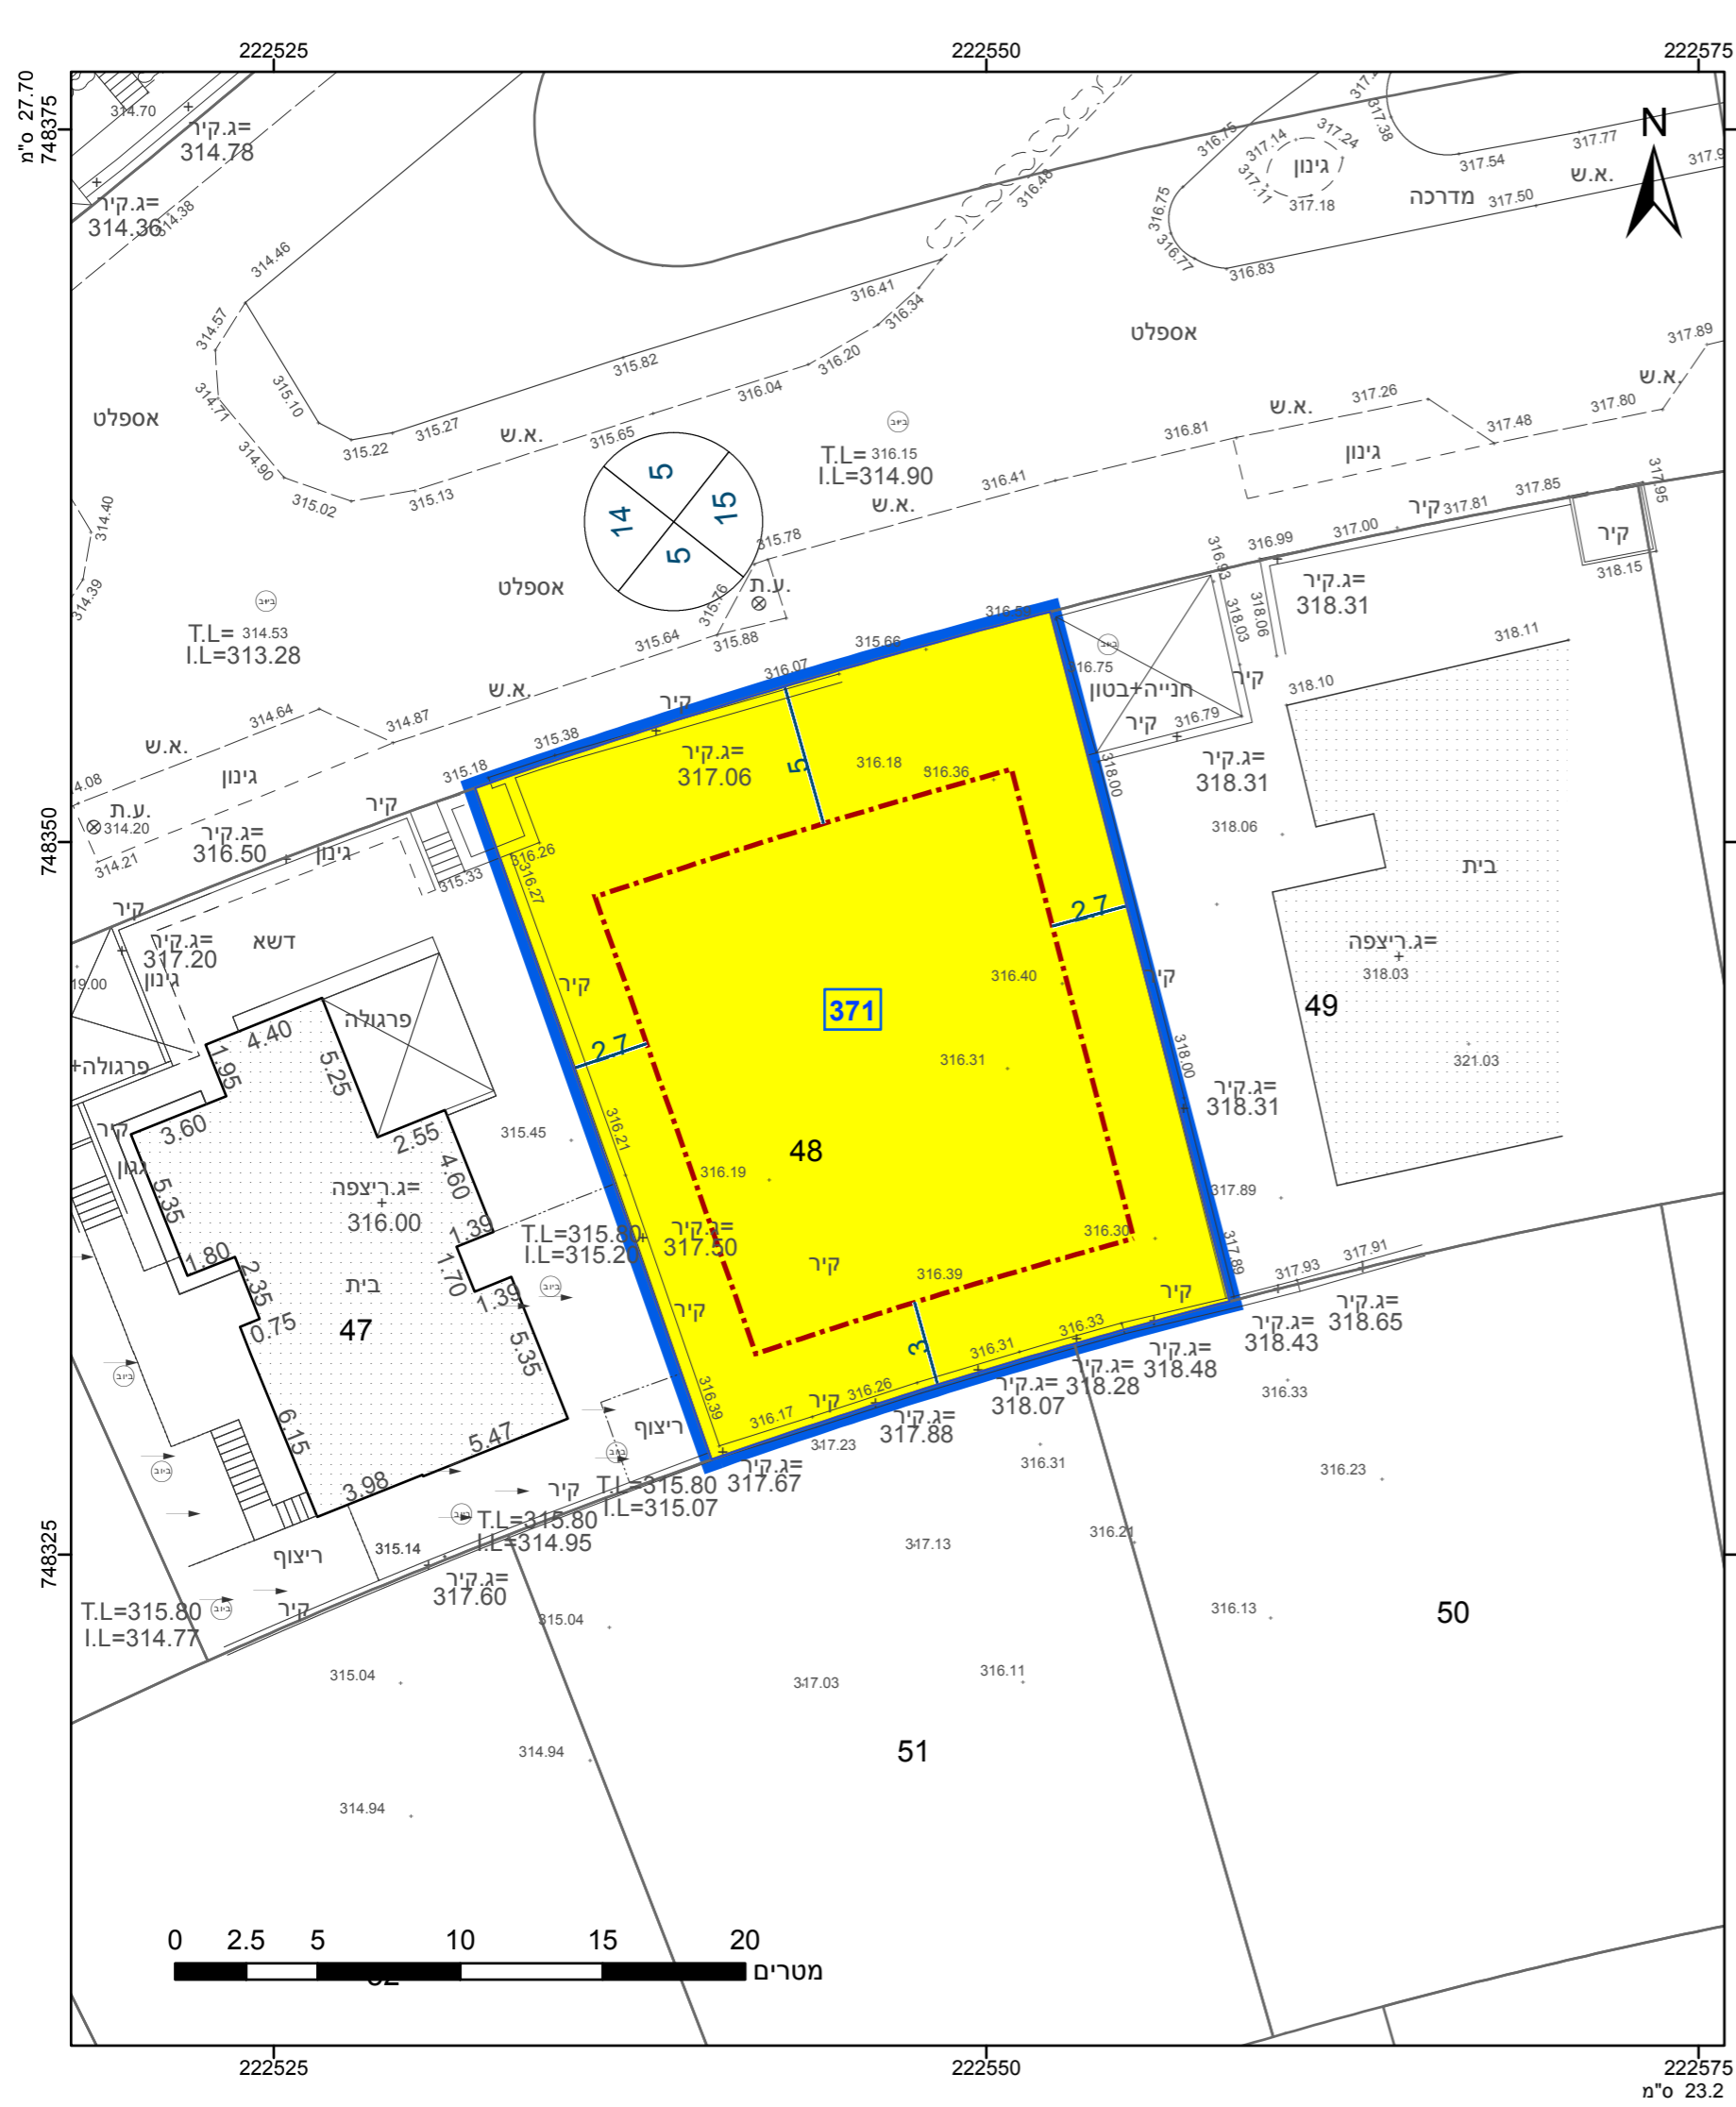 222525
222550
222575
27.70 ס"מ
748375
314.70
ג.קיר=
314.78
ג.קיר=
314.36
314.38
314.46
316.48
316.75
317.14
317.24
גינון
317.11
317.18
317.38
317.54
317.77
א.ש.
מדרכה
317.50
N
316.75
316.77
316.83
316.41
316.34
אספלט
317.89
314.57
315.82
316.20
315.10
316.04
א.ש.
אספלט
314.71
315.27
א.ש.
315.65
317.26
א.ש.
317.80
317.48
314.90
315.22
ביוב
T.L= 316.15
I.L=314.90
316.81
גינון
315.02
315.13
5
14
15
5
א.ש.
316.41
317.85
317.95
קיר
317.81
317.00
קיר
314.40
315.78
316.99
318.15
314.39
אספלט
ע.ת.
316.93
ג.קיר=
318.31
ביוב
T.L= 314.53
I.L=313.28
315.76
315.64
315.88
318.03
318.06
318.11
315.66
ביוב
316.07
316.75
קיר
א.ש.
קיר
חנייה+בטון
318.10
314.64
314.87
315.38
קיר
316.79
א.ש.
ג.קיר=
317.06
5
316.18
316.36
ג.קיר=
318.31
גינון
315.18
318.00
ע.ת.
314.20
קיר
748350
ג.קיר=
316.50
גינון
318.06
314.21
315.33
316.26
316.27
בית
קיר
2.7
ג.קיר=
317.20
דשא
ג.ריצפה=
318.03
גינון
19.00
קיר
316.40
קיר
49
371
פרגולה
4.40
5.25
1.95
2.7
פרגולה+
316.31
318.00
321.03
ג.קיר=
318.31
קיר
3.60
2.55
315.45
316.21
48
גגון
4.60
316.19
5.35
ג.ריצפה=
316.00
317.89
1.39
T.L=315.80
ג.קיר=
317.50
316.30
1.80
1.70
קיר
316.39
317.89
317.93
317.91
2.35
בית
ביוב
1.39
קיר
קיר
ג.קיר=
318.65
0.75
47
5.35
3
316.33
ג.קיר=
318.43
316.31
ג.קיר=
318.48
ביוב
316.39
316.26
קיר
ג.קיר=
318.28
316.33
316.17
ג.קיר=
318.07
6.15
5.47
ריצוף
317.23
ג.קיר=
317.88
ביוב
316.31
316.23
3.98
קיר
T.L=315.80
I.L=315.07
ג.קיר=
317.67
T.L=315.80
I.L=314.95
316.21
317.13
748325
ריצוף
315.14
ג.קיר=
317.60
קיר
ביוב
T.L=315.80
I.L=314.77
315.04
316.13
50
315.04
317.03
316.11
51
314.94
314.94
0
2.5
5
10
15
20
מטרים
222525
222550
222575
23.2 ס"מ